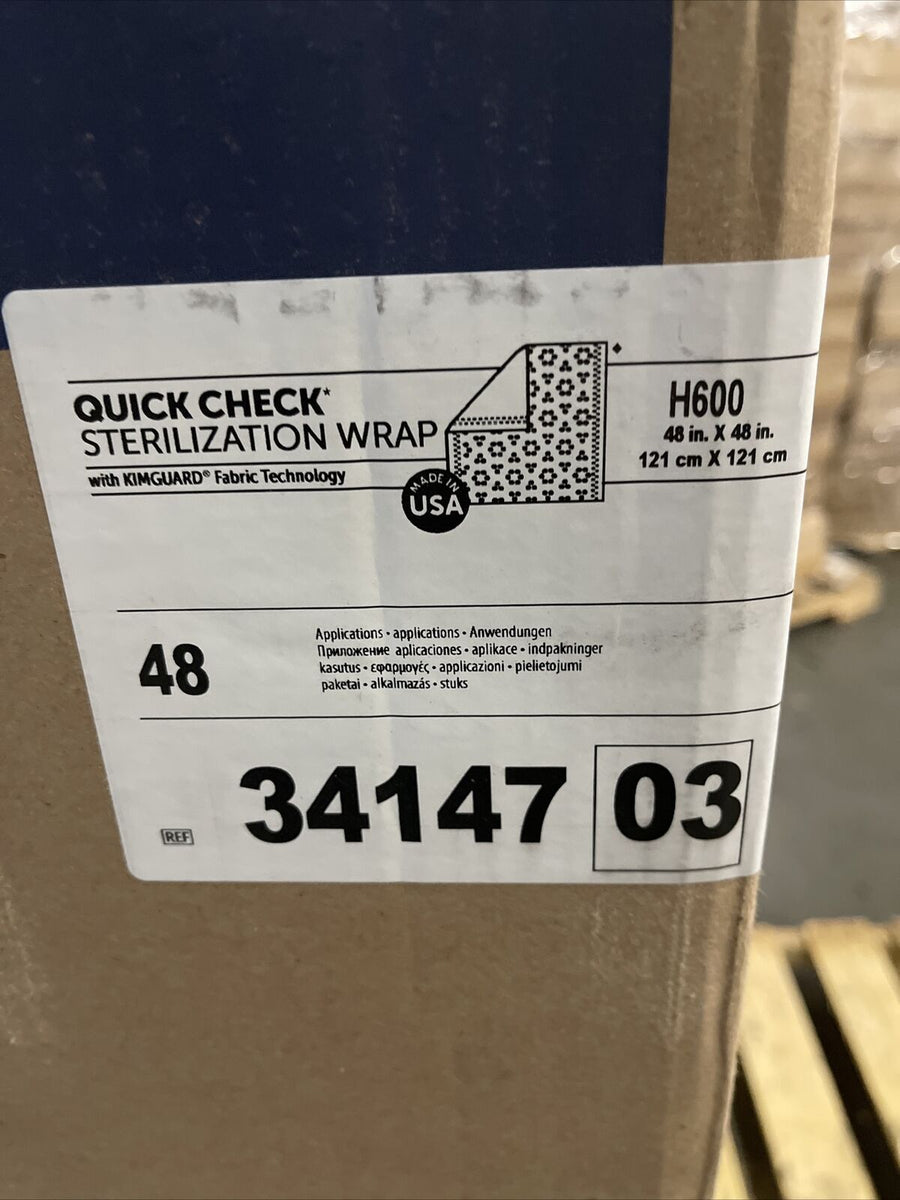 QUICK CHECK*
STERILIZATION WRAP
with KIMGUARD® Fabric Technology
MADE IN
USA
H600
48 in. X 48 in.
121 cm X 121 cm
48
Applications • applications • Anwendungen
Приложение aplicaciones • aplikace • indpakninger
kasutus • εφαρμογές • applicazioni • pielietojumi
paketai • alkalmazás • stuks
REF
34147 03